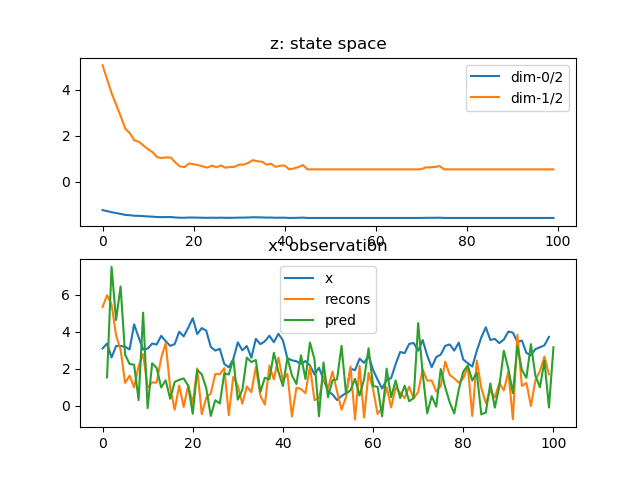 z: state space
4
2
0
dim-0/2
dim-1/2
0 20 40 60 80 100
x: observation
6
4
2
0
x
recons
pred
0 20 40 60 80 100